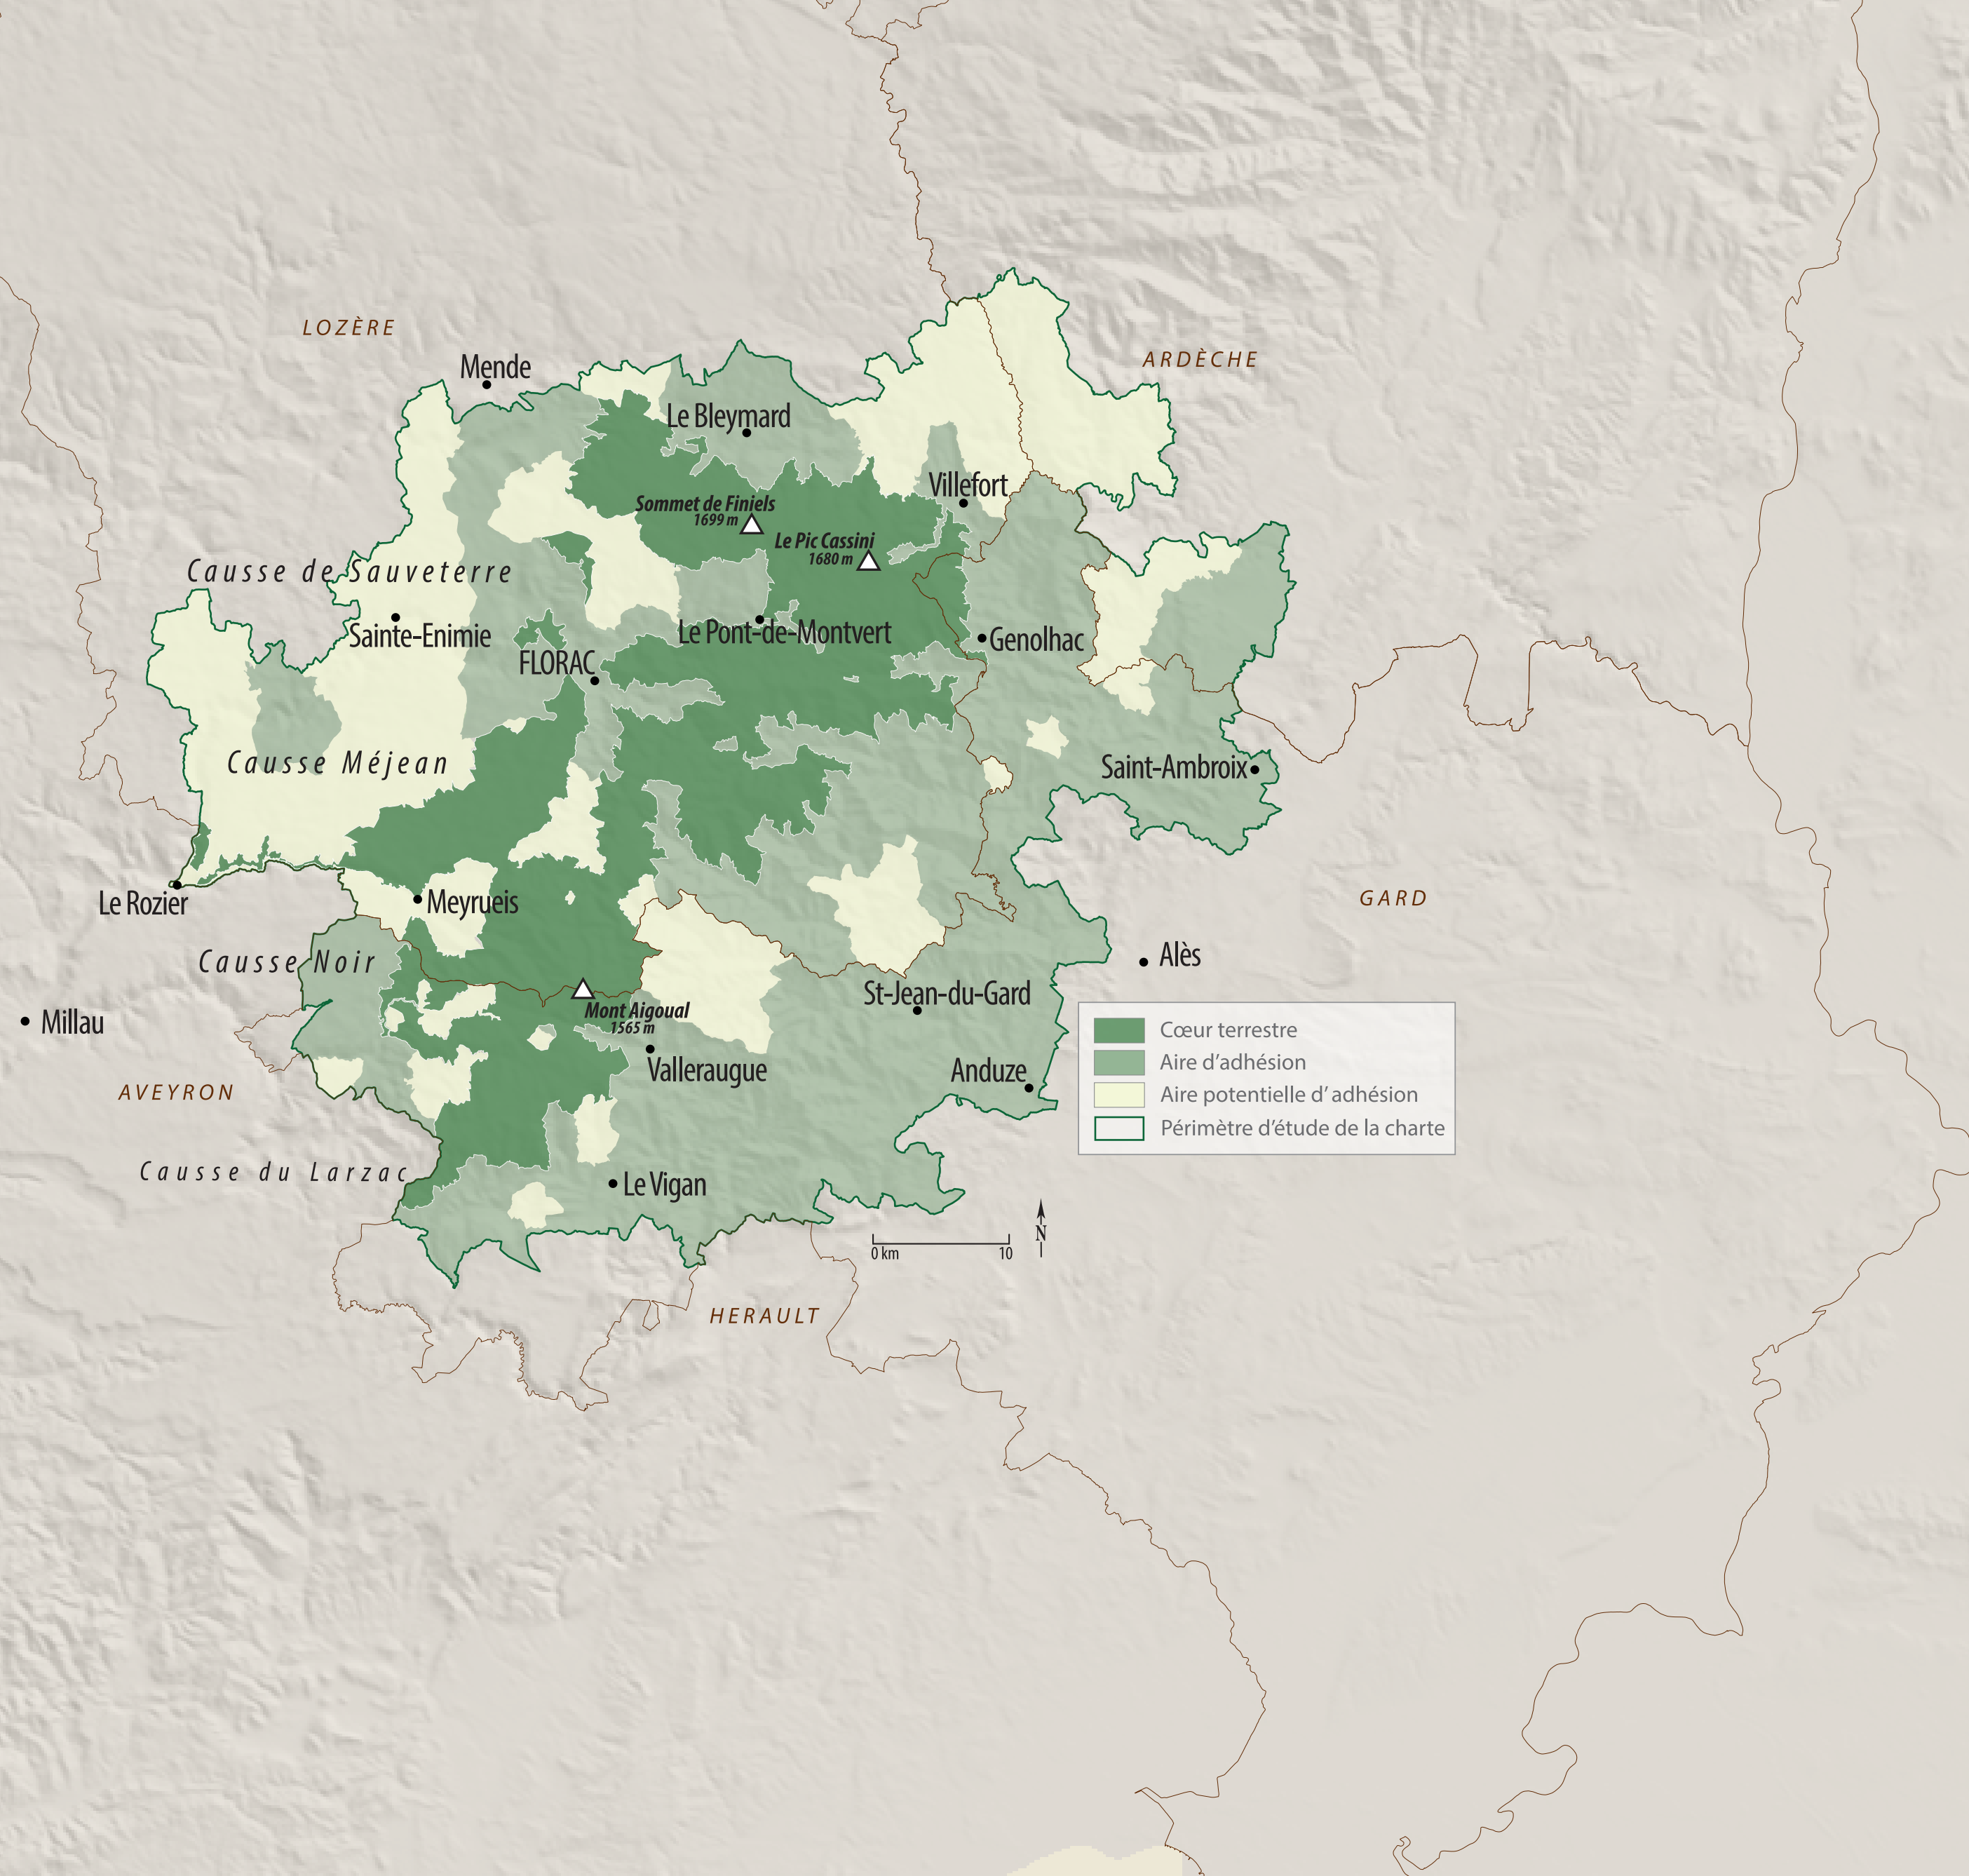 LOZÈRE
ARDÈCHE
Mende
Le Bleymard
Villefort
Sommet de Finiels
1699 m
Le Pic Cassini
1680 m
Causse de Sauveterre
Sainte-Enimie
Le Pont-de-Montvert
Genolhac
FLORAC
Causse Méjean
Saint-Ambroix
Le Rozier
Meyrueis
GARD
Causse Noir
Alès
St-Jean-du-Gard
Millau
Mont Aigoual
1565 m
Valleraugue
Anduze
AVEYRON
Cœur terrestre
Aire d'adhésion
Aire potentielle d' adhésion
Périmètre d'étude de la charte
Causse du Larzac
Le Vigan
N
0 km 10
HERAULT